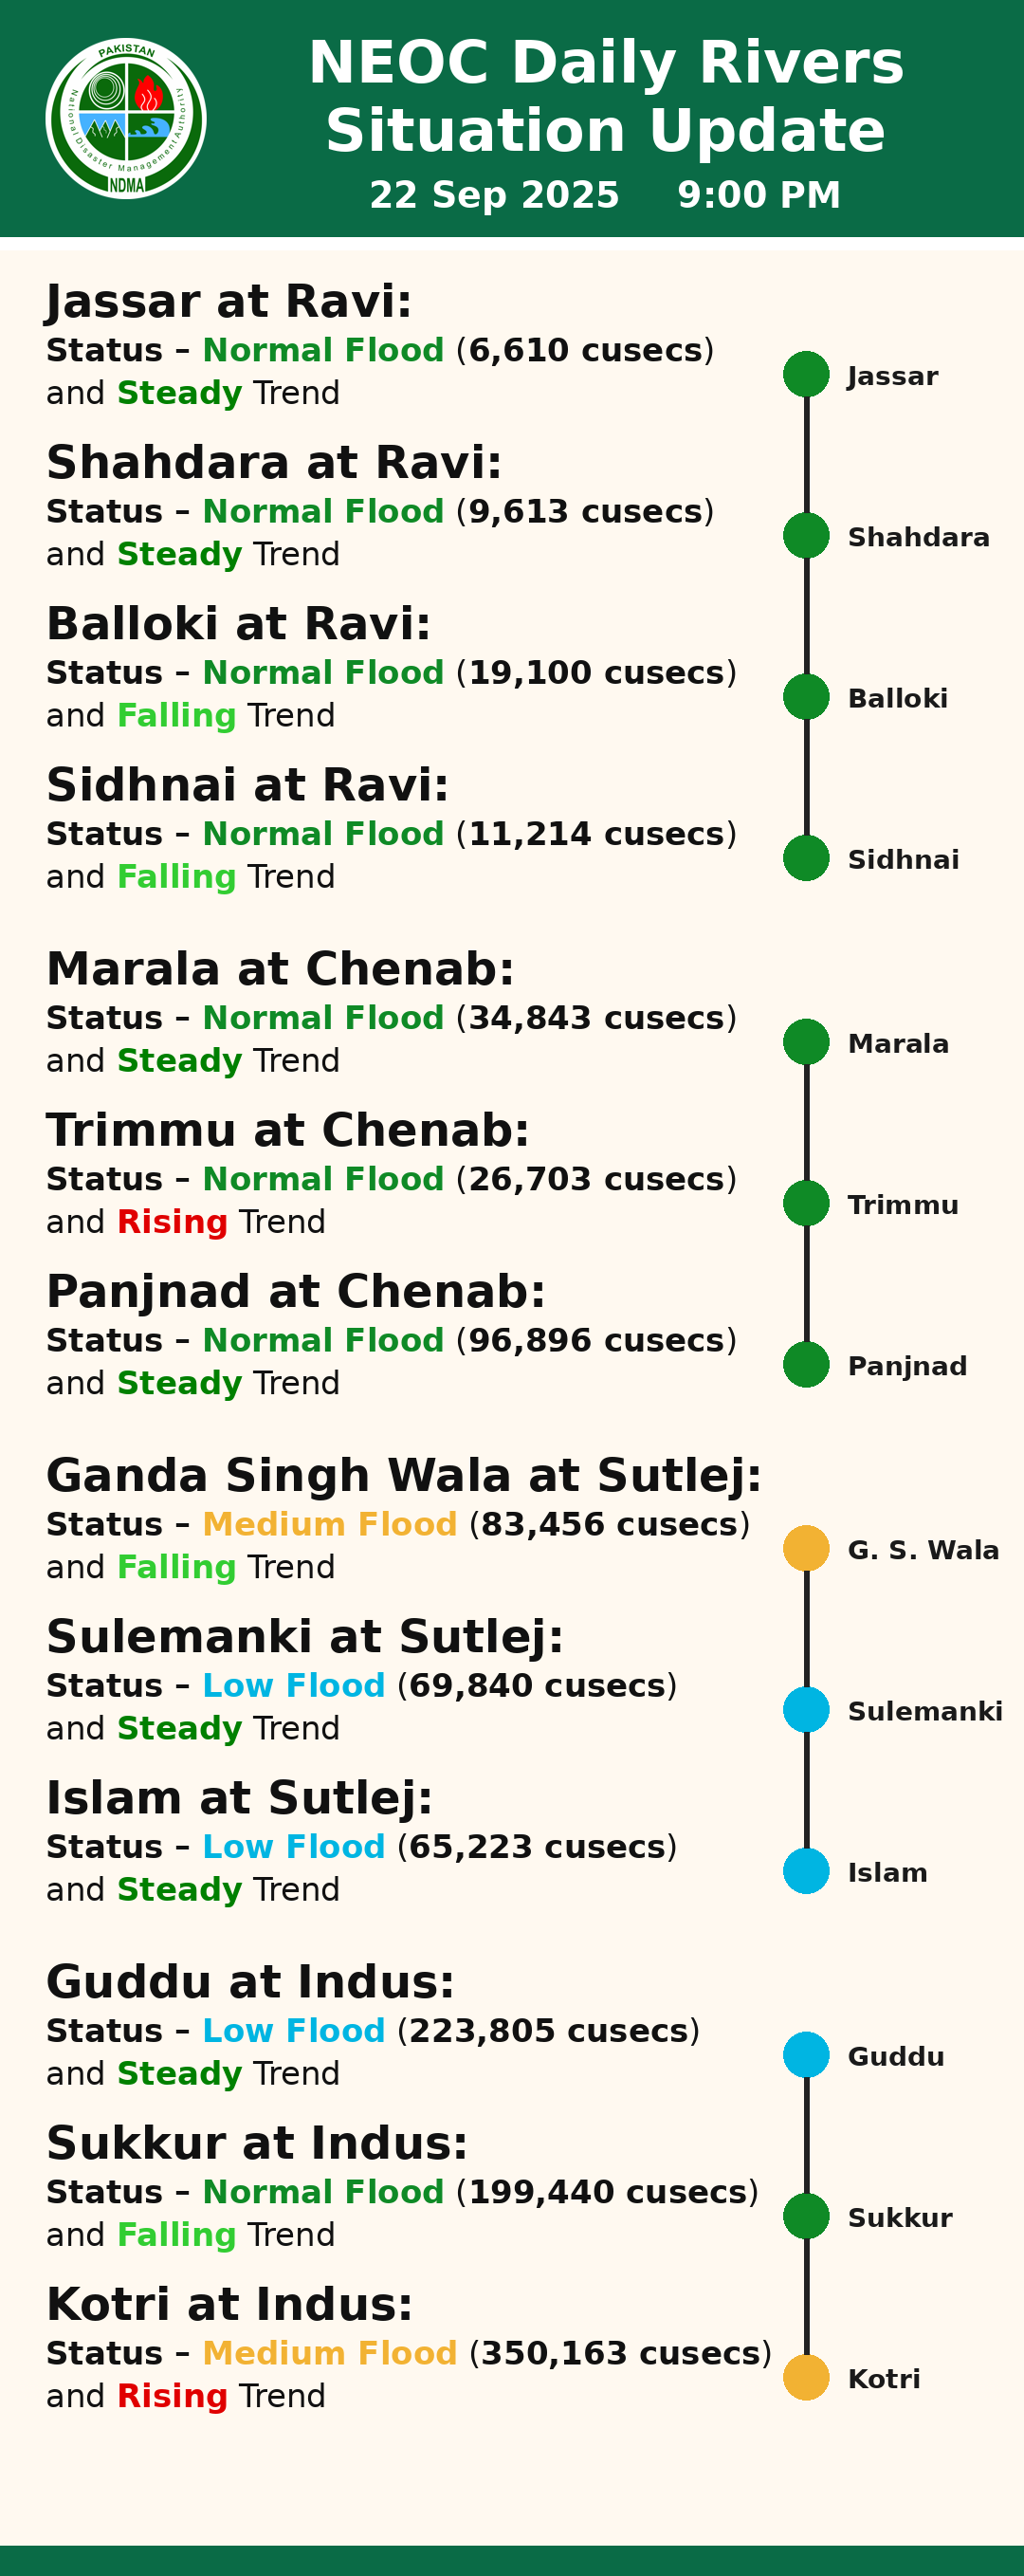 PAKISTAN
National Disaster Management Authority
NDMA
NEOC Daily Rivers
Situation Update
22 Sep 2025 9:00 PM
Jassar at Ravi:
Status – Normal Flood (6,610 cusecs)
and Steady Trend
Jassar
Shahdara at Ravi:
Status – Normal Flood (9,613 cusecs)
and Steady Trend
Shahdara
Balloki at Ravi:
Status – Normal Flood (19,100 cusecs)
and Falling Trend
Balloki
Sidhnai at Ravi:
Status – Normal Flood (11,214 cusecs)
and Falling Trend
Sidhnai
Marala at Chenab:
Status – Normal Flood (34,843 cusecs)
and Steady Trend
Marala
Trimmu at Chenab:
Status – Normal Flood (26,703 cusecs)
and Rising Trend
Trimmu
Panjnad at Chenab:
Status – Normal Flood (96,896 cusecs)
and Steady Trend
Panjnad
Ganda Singh Wala at Sutlej:
Status – Medium Flood (83,456 cusecs)
and Falling Trend
G. S. Wala
Sulemanki at Sutlej:
Status – Low Flood (69,840 cusecs)
and Steady Trend
Sulemanki
Islam at Sutlej:
Status – Low Flood (65,223 cusecs)
and Steady Trend
Islam
Guddu at Indus:
Status – Low Flood (223,805 cusecs)
and Steady Trend
Guddu
Sukkur at Indus:
Status – Normal Flood (199,440 cusecs)
and Falling Trend
Sukkur
Kotri at Indus:
Status – Medium Flood (350,163 cusecs)
and Rising Trend
Kotri